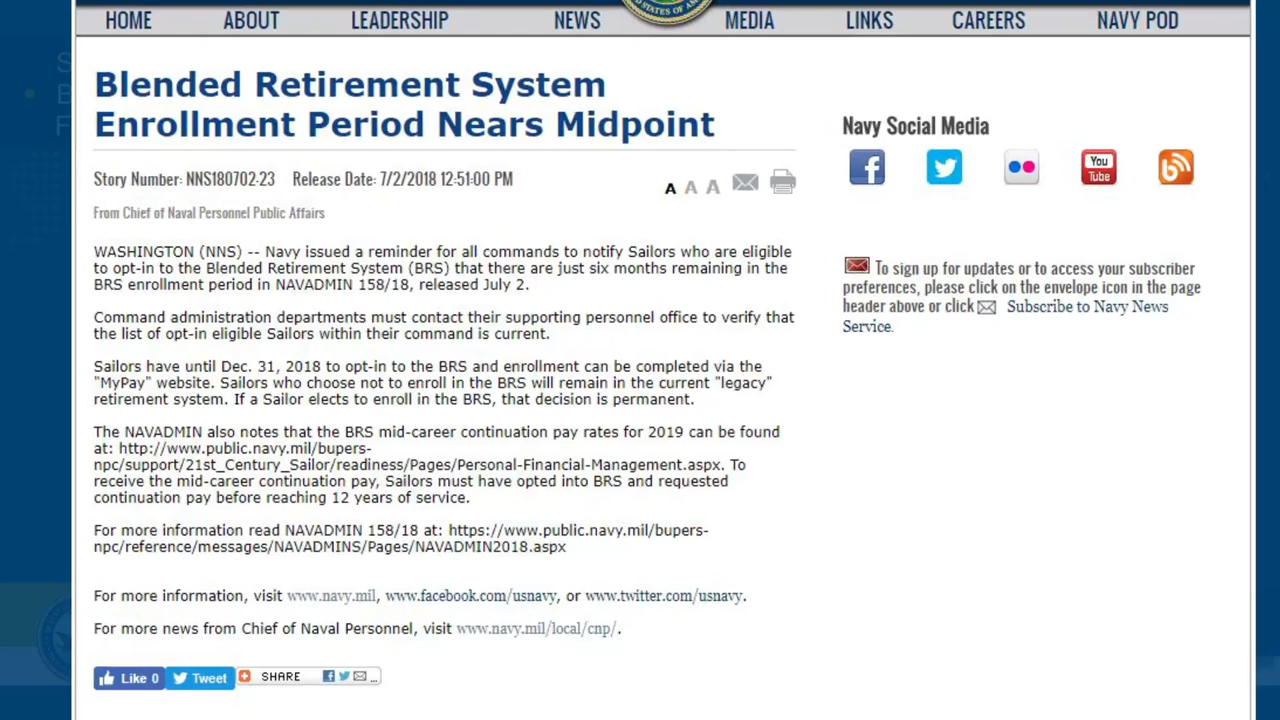 HOME ABOUT LEADERSHIP NEWS MEDIA LINKS CAREERS NAVY POD
Blended Retirement System
Enrollment Period Nears Midpoint
Story Number: NNS180702-23 Release Date: 7/2/2018 12:51:00 PM
A A A
From Chief of Naval Personnel Public Affairs
WASHINGTON (NNS) -- Navy issued a reminder for all commands to notify Sailors who are eligible
to opt-in to the Blended Retirement System (BRS) that there are just six months remaining in the
BRS enrollment period in NAVADMIN 158/18, released July 2.
Command administration departments must contact their supporting personnel office to verify that
the list of opt-in eligible Sailors within their command is current.
Sailors have until Dec. 31, 2018 to opt-in to the BRS and enrollment can be completed via the
"MyPay" website. Sailors who choose not to enroll in the BRS will remain in the current "legacy"
retirement system. If a Sailor elects to enroll in the BRS, that decision is permanent.
The NAVADMIN also notes that the BRS mid-career continuation pay rates for 2019 can be found
at: http://www.public.navy.mil/bupers-
npc/support/21st_Century_Sailor/readiness/Pages/Personal-Financial-Management.aspx. To
receive the mid-career continuation pay, Sailors must have opted into BRS and requested
continuation pay before reaching 12 years of service.
For more information read NAVADMIN 158/18 at: https://www.public.navy.mil/bupers-
npc/reference/messages/NAVADMINS/Pages/NAVADMIN2018.aspx
For more information, visit www.navy.mil, www.facebook.com/usnavy, or www.twitter.com/usnavy.
For more news from Chief of Naval Personnel, visit www.navy.mil/local/cnp/.
Like 0 Tweet SHARE ...
Navy Social Media
You
Tube
To sign up for updates or to access your subscriber
preferences, please click on the envelope icon in the page
header above or click Subscribe to Navy News
Service.